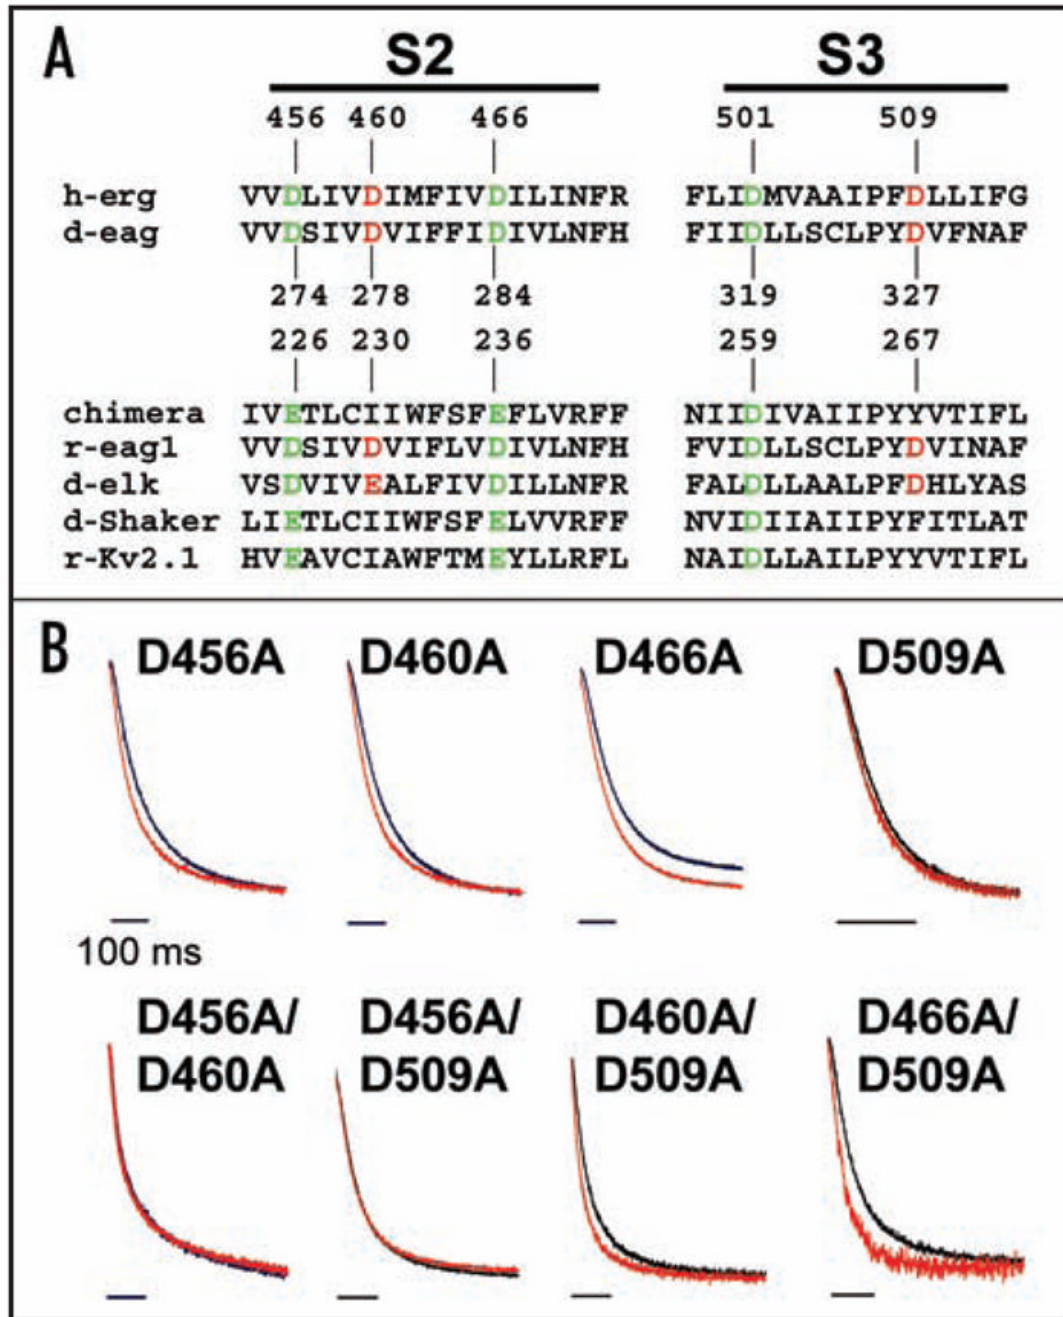 A
S2 S3
456 460 466 501 509
h-erg VVDLIVDIMFIVDILINFR FLIDMVAAIPFDLLIFG
d-eag VVDSIVDVIFFIDIVLNFH FIIDLLSCLPYDVFNAF
274 278 284 319 327
226 230 236 259 267
chimera IVETLCIIWFSFEFLVRFF NIIDIVAIIPYYVTIFL
r-eag1 VVDSIVDVIFLVDIVLNFH FVIDLLSCLPYDVINAF
d-elk VSDVIVEALFIVDILLNFR FALDLLAALPFDHLYAS
d-Shaker LIETLCIIWFSFELVVRFF NVIDIIAIIPYFITLAT
r-Kv2.1 HVEAVCIAWFTMEYLLRFL NAIDLLAILPYYVTIFL
B
D456A D460A D466A D509A
100 ms
D456A/ D456A/ D460A/ D466A/
D460A D509A D509A D509A